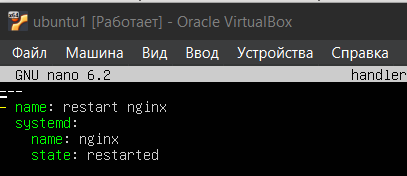 ubuntu1 [Работает] - Oracle VirtualBox
Файл Машина Вид Ввод Устройства Справка
GNU nano 6.2 handler
---
- name: restart nginx
  systemd:
    name: nginx
    state: restarted